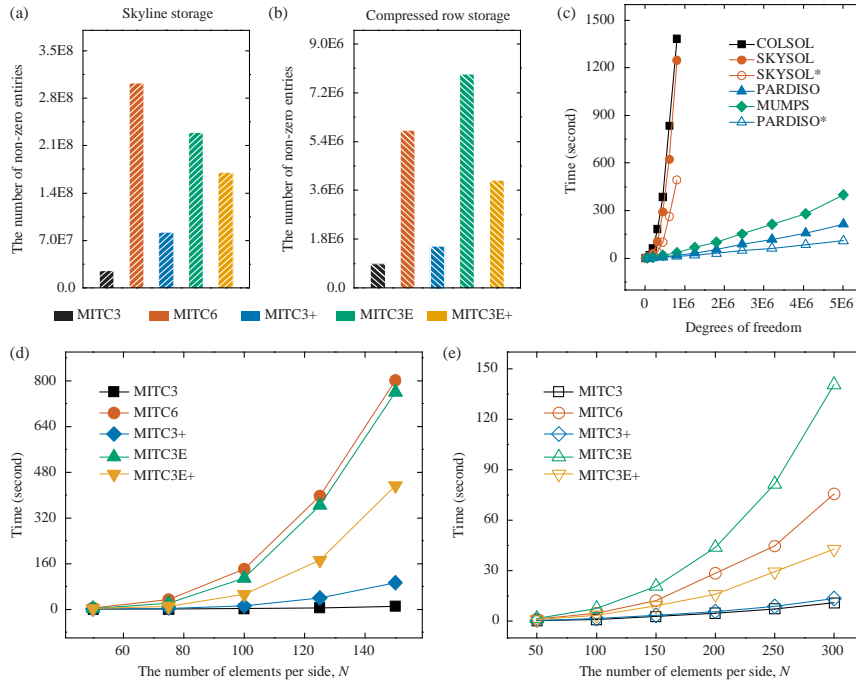 (a)
Skyline storage
The number of non-zero entries
3.5E8
2.8E8
2.1E8
1.4E8
7.0E7
0.0
(b)
Compressed row storage
The number of non-zero entries
9.0E6
7.2E6
5.4E6
3.6E6
1.8E6
0.0
MITC3
MITC6
MITC3+
MITC3E
MITC3E+
(c)
Time (second)
1500
1200
900
600
300
0
COLSOL
SKYSOL
SKYSOL*
PARDISO
MUMPS
PARDISO*
0 1E6 2E6 3E6 4E6 5E6
Degrees of freedom
(d)
Time (second)
800
640
480
320
160
0
MITC3
MITC6
MITC3+
MITC3E
MITC3E+
60 80 100 120 140
The number of elements per side, N
(e)
Time (second)
150
120
90
60
30
0
MITC3
MITC6
MITC3+
MITC3E
MITC3E+
50 100 150 200 250 300
The number of elements per side, N